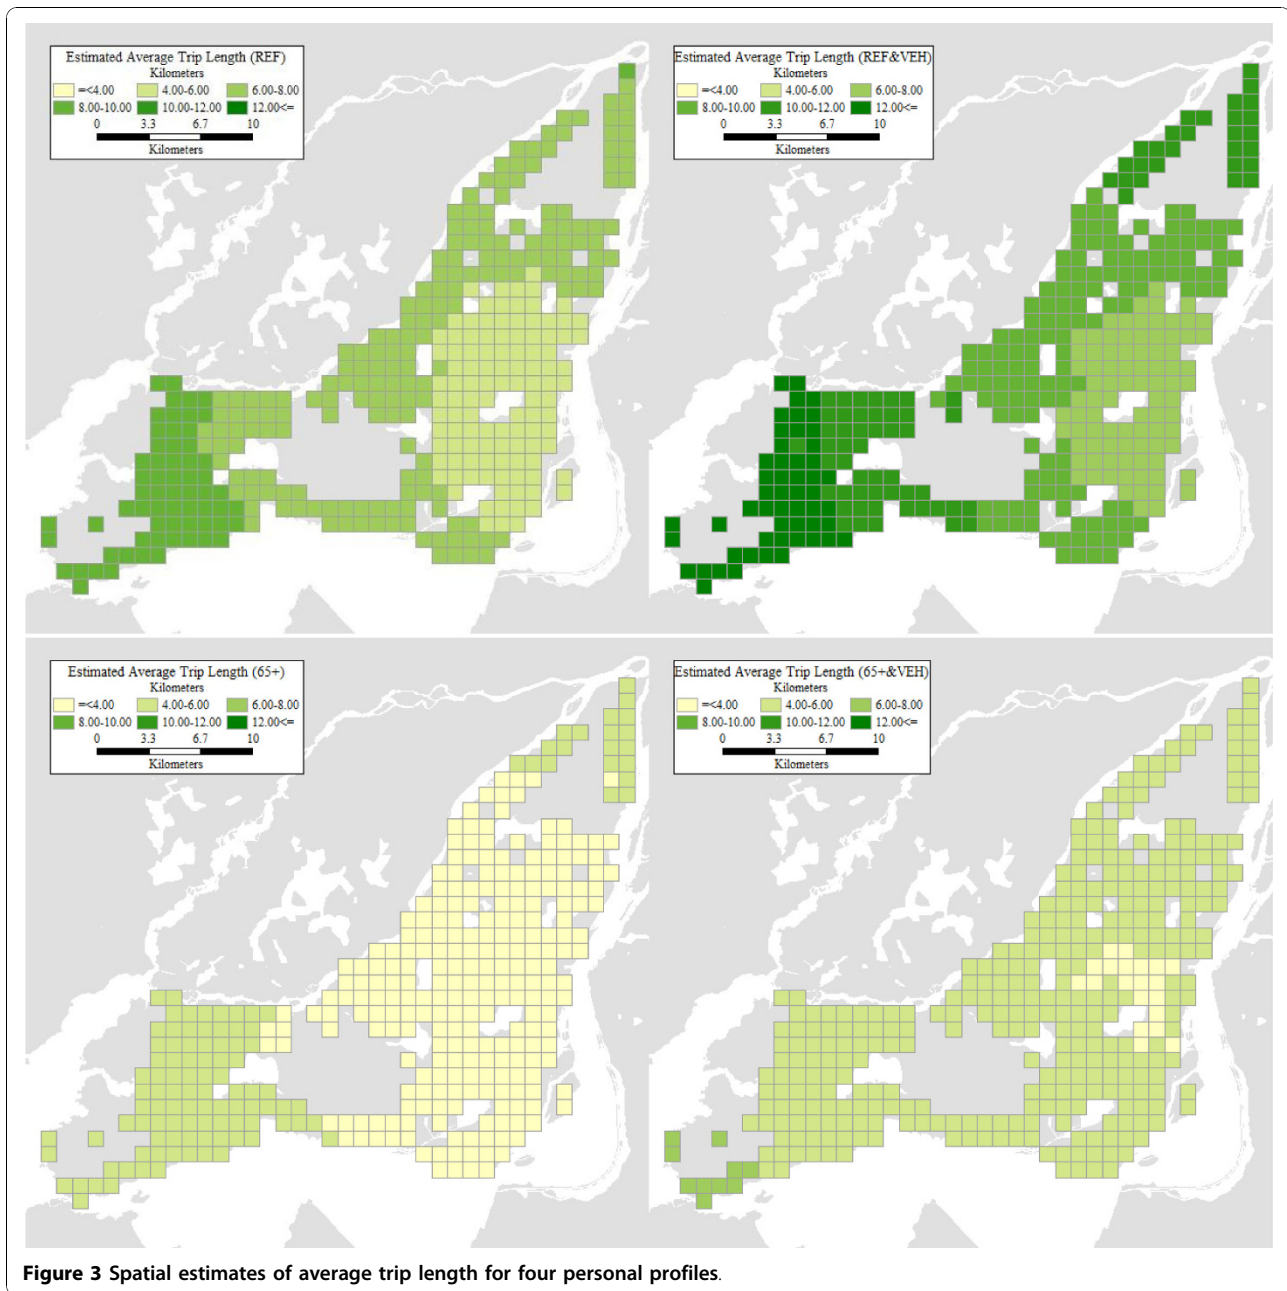 Estimated Average Trip Length (REF)
Kilometers
=<4.00 4.00-6.00 6.00-8.00
8.00-10.00 10.00-12.00 12.00<=
0 3.3 6.7 10
Kilometers
Estimated Average Trip Length (REF&VEH)
Kilometers
=<4.00 4.00-6.00 6.00-8.00
8.00-10.00 10.00-12.00 12.00<=
0 3.3 6.7 10
Kilometers
Estimated Average Trip Length (65+)
Kilometers
=<4.00 4.00-6.00 6.00-8.00
8.00-10.00 10.00-12.00 12.00<=
0 3.3 6.7 10
Kilometers
Estimated Average Trip Length (65+&VEH)
Kilometers
=<4.00 4.00-6.00 6.00-8.00
8.00-10.00 10.00-12.00 12.00<=
0 3.3 6.7 10
Kilometers
Figure 3 Spatial estimates of average trip length for four personal profiles.